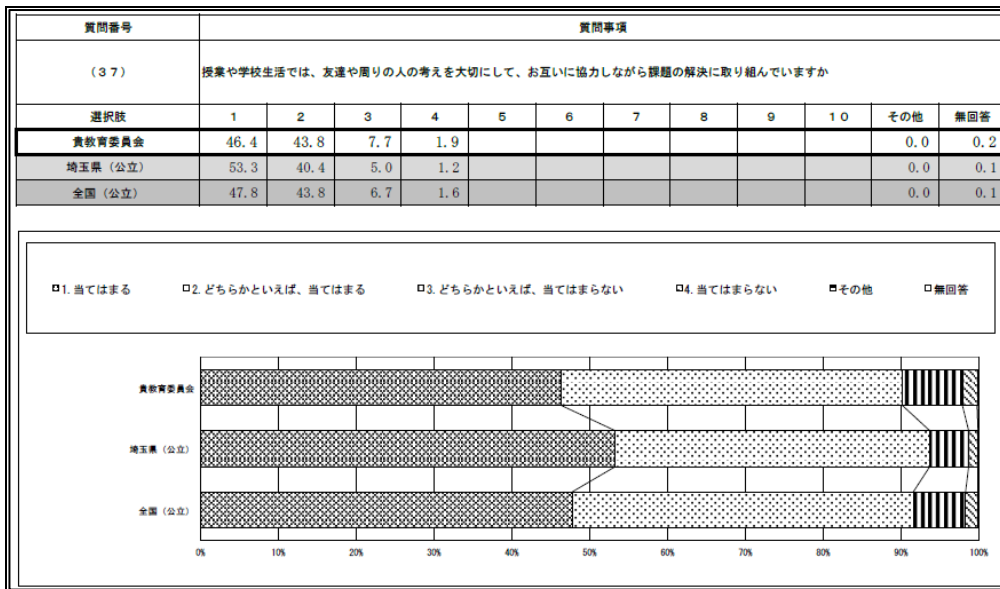 質問番号 質問事項
(37) 授業や学校生活では、友達や周りの人の考えを大切にして、お互いに協力しながら課題の解決に取り組んでいますか
選択肢 1 2 3 4 5 6 7 8 9 10 その他 無回答
貴教育委員会 46.4 43.8 7.7 1.9 0.0 0.2
埼玉県(公立) 53.3 40.4 5.0 1.2 0.0 0.1
全国(公立) 47.8 43.8 6.7 1.6 0.0 0.1
1.当てはまる 2.どちらかといえば、当てはまる 3.どちらかといえば、当てはまらない 4.当てはまらない その他 無回答
貴教育委員会
埼玉県(公立)
全国(公立)
0% 10% 20% 30% 40% 50% 60% 70% 80% 90% 100%